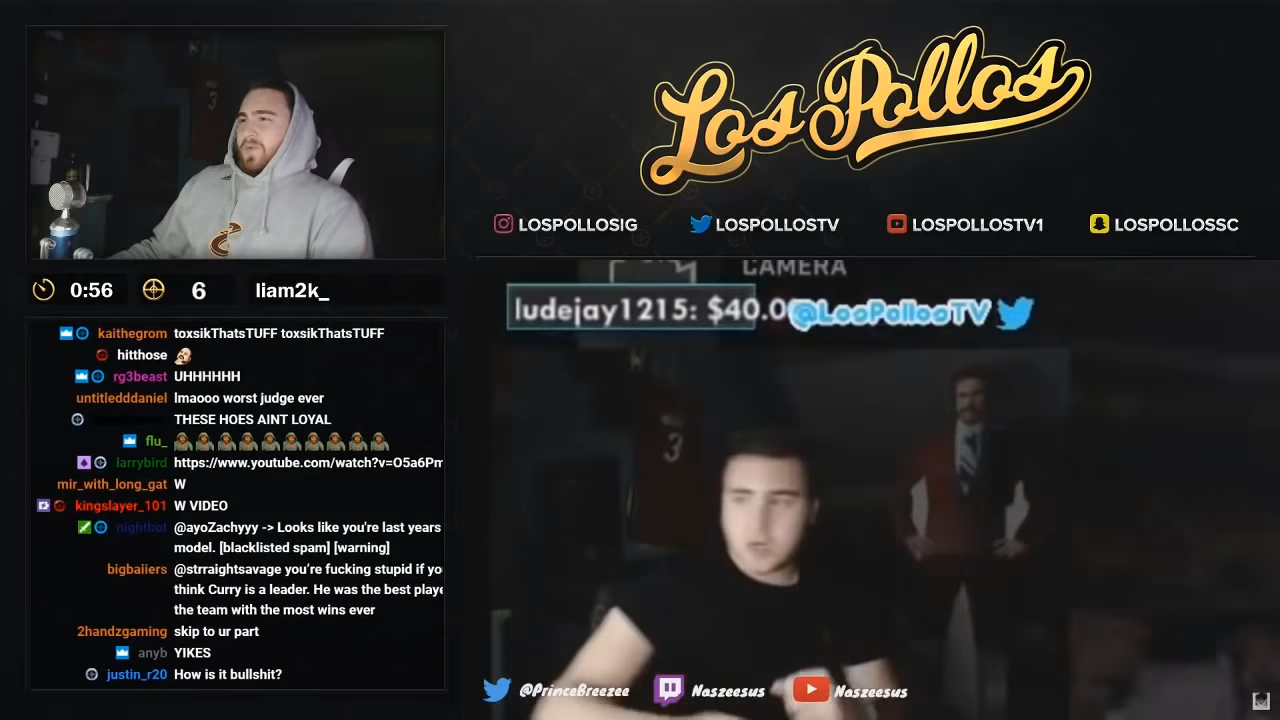 Los Pollos
LOSPOLLOSIG
LOSPOLLOSTV
LOSPOLLOSTV1
LOSPOLLOSSC
0:56
6
liam2k_
kaithegrom toxsikThatsTUFF toxsikThatsTUFF
hitthose
rg3beast UHHHHHH
untitledddaniel lmaooo worst judge ever
THESE HOES AINT LOYAL
flu_
larrybird https://www.youtube.com/watch?v=O5a6Pm
mir_with_long_gat W
kingslayer_101 W VIDEO
nightbot @ayoZachyyy -> Looks like you're last years
model. [blacklisted spam] [warning]
bigbaiiers @strraightsavage you're fucking stupid if yo
think Curry is a leader. He was the best playe
the team with the most wins ever
2handzgaming skip to ur part
anyb YIKES
justin_r20 How is it bullshit?
CAMERA
ludejay1215: $40.0
@LosPollosTV
3
3
@PrinceBreezee
Naszeesus
Naszeesus